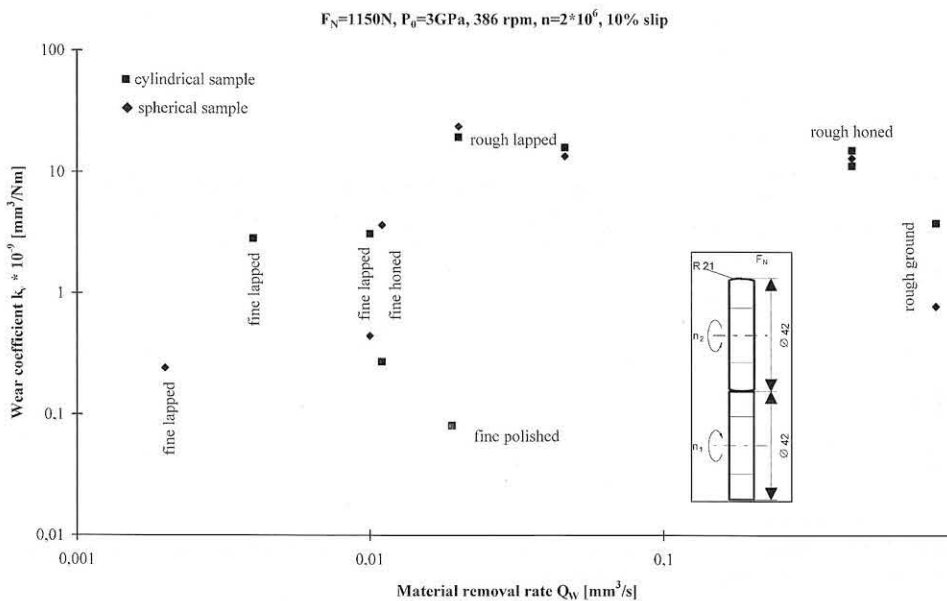 F_N=1150N, P_0=3GPa, 386 rpm, n=2*10^6, 10% slip
Wear coefficient k_v * 10^-9 [mm^3/Nm]
100
10
1
0.1
0.01
cylindrical sample
spherical sample
rough lapped
rough honed
fine lapped
fine lapped
fine honed
fine lapped
fine polished
rough ground
R 21
F_N
n_2
Ø 42
n_1
Ø 42
0.001
0.01
0.1
Material removal rate Q_W [mm^3/s]